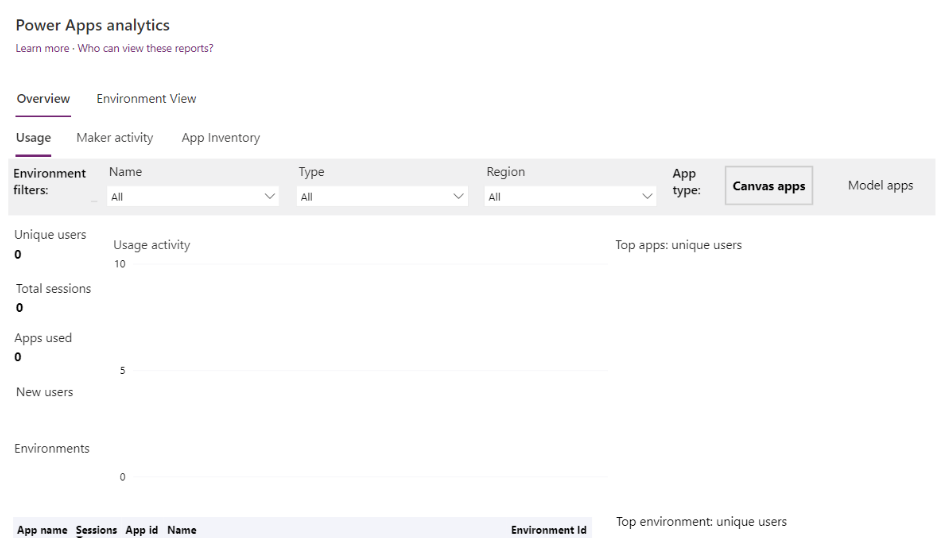 Power Apps analytics
Learn more · Who can view these reports?
Overview Environment View
Usage Maker activity App Inventory
Environment filters:
Name
All
Type
All
Region
All
App type:
Canvas apps
Model apps
Unique users
0
Total sessions
0
Apps used
0
New users
Environments
Usage activity
10
5
0
Top apps: unique users
App name Sessions App id Name Environment Id
Top environment: unique users